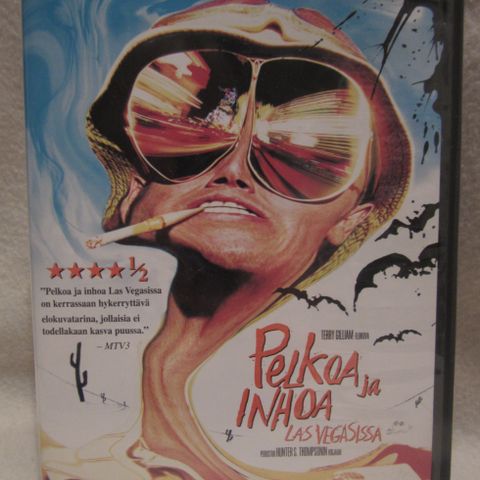 ★★★★½
"Pelkoa ja inhoa Las Vegasissa
on kerrassaan hykerryttävä
elokuvatarina, jollaisia ei
todellakaan kasva puussa."
– MTV3
TERRY GILLIAM-ELOKUVA
PELKOA ja
INHOA
LAS VEGASISSA
PERUSTUU HUNTER S. THOMPSONIN KIRJAAN